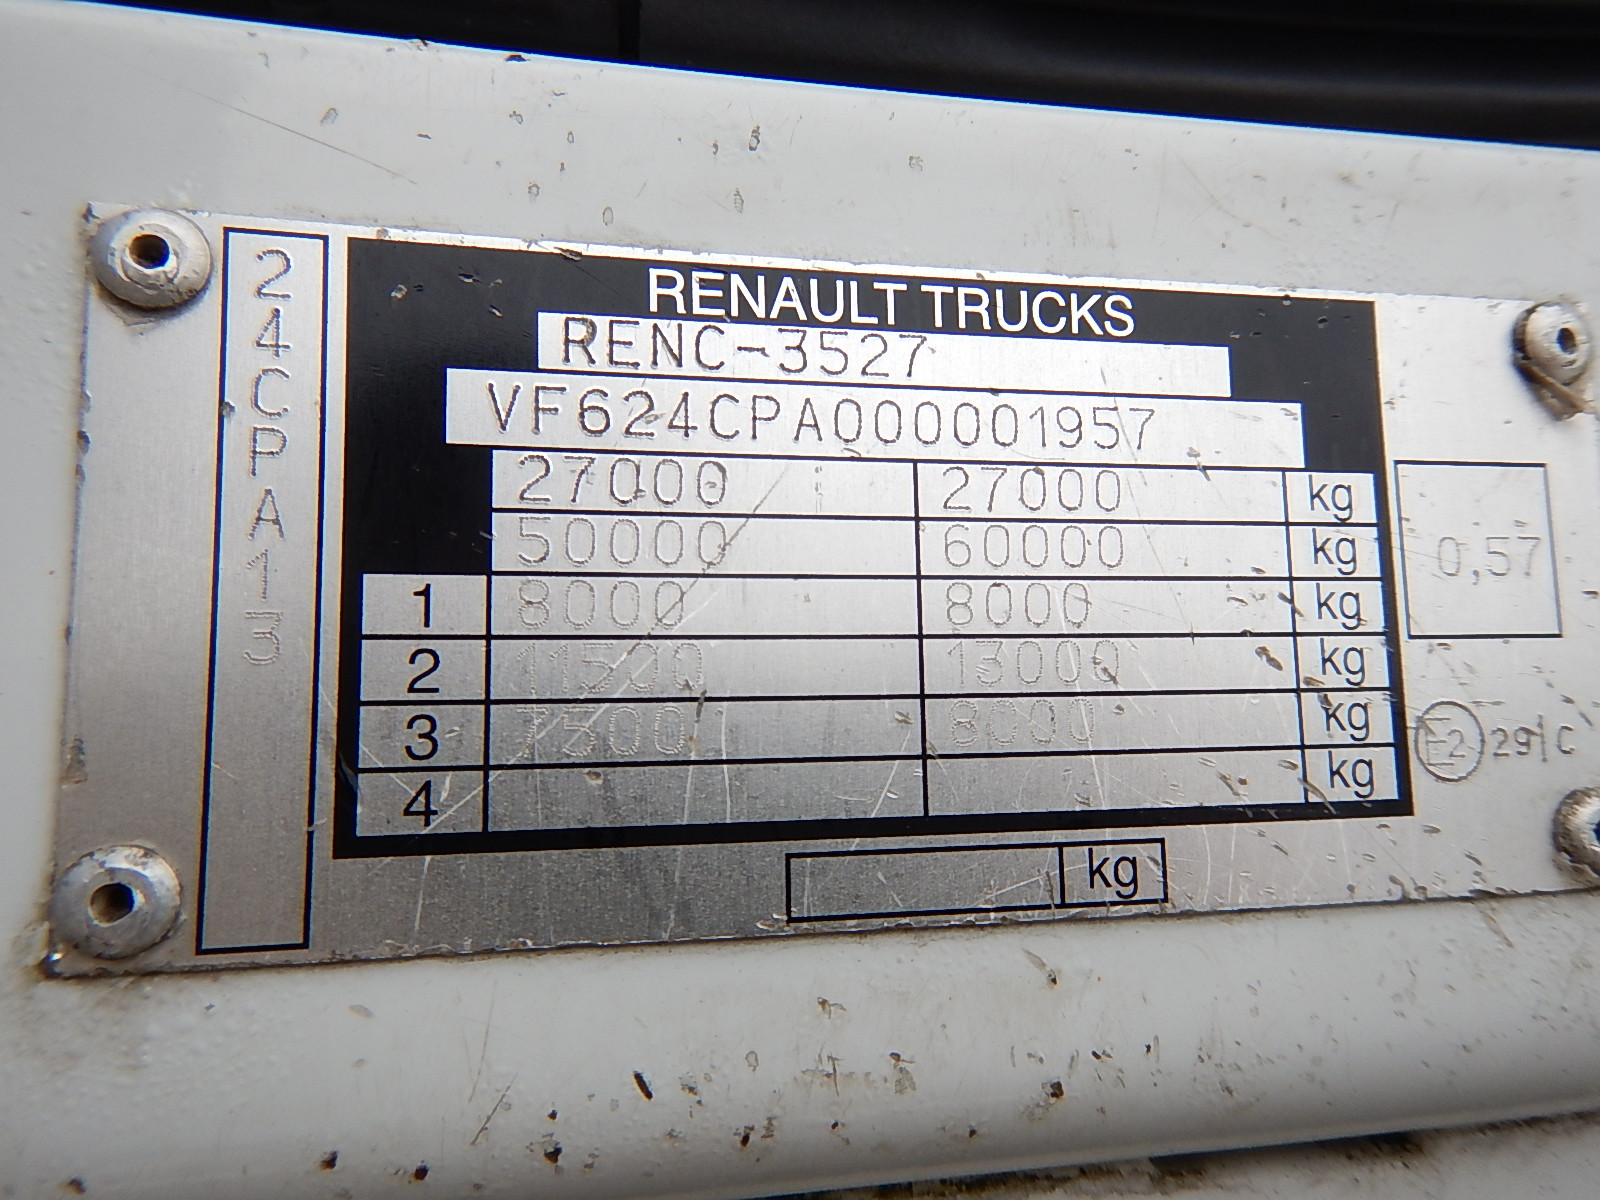 24CPA13
RENAULT TRUCKS
RENC-3527
VF624CPA000001957
27000 27000 kg
50000 60000 kg
1 8000 8000 kg
2 11500 13000 kg
3 7500 8000 kg
4 kg
kg
0,57
E2 29/C